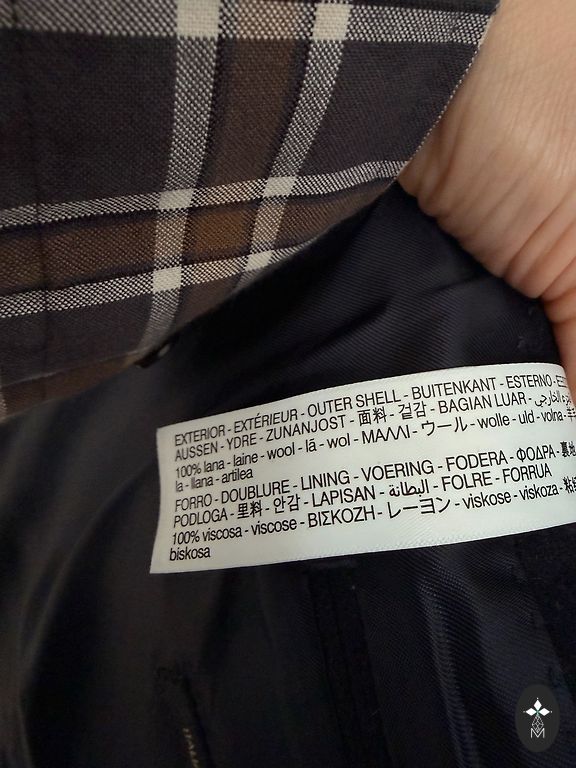 EXTERIOR - EXTÉRIEUR - OUTER SHELL - BUITENKANT - ESTERNO -
AUSSEN - YDRE - ZUNANJOST - 面料 - 겉감 - BAGIAN LUAR -
100% lana - laine - wool - lã - wol - ΜΑΛΛΙ - ウール - wolle - uld - volna -
la - llana - artilea
FORRO - DOUBLURE - LINING - VOERING - FODERA - ΦΟΔΡΑ - 裏地
PODLOGA - 里料 - 안감 - LAPISAN - البطانة - FOLRE - FORRUA
100% viscosa - viscose - ΒΙΣΚΟΖΗ - レーヨン - viskose - viskoza -
biskosa
M